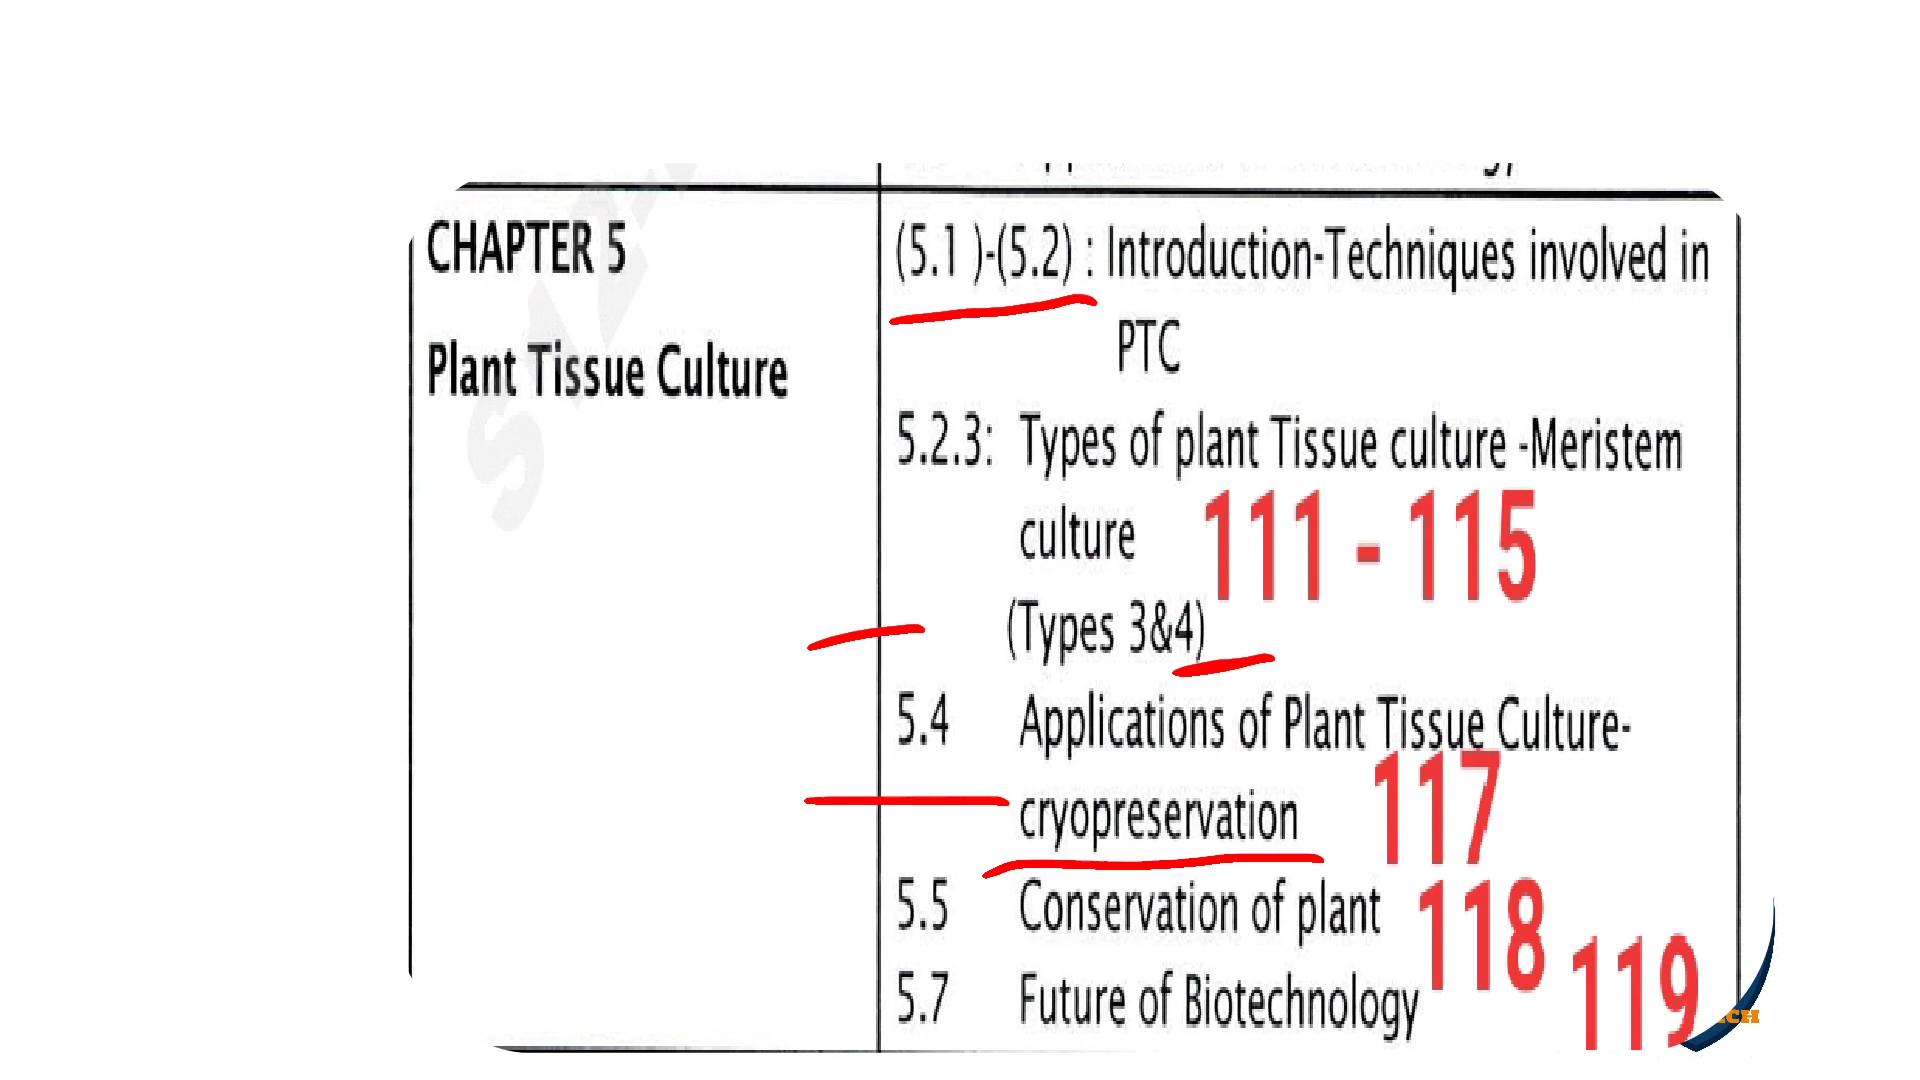 CHAPTER 5
Plant Tissue Culture
(5.1 )-(5.2) : Introduction-Techniques involved in
PTC
5.2.3: Types of plant Tissue culture -Meristem
culture 111 - 115
(Types 3&4)
5.4 Applications of Plant Tissue Culture-
cryopreservation 117
5.5 Conservation of plant 118
5.7 Future of Biotechnology 119